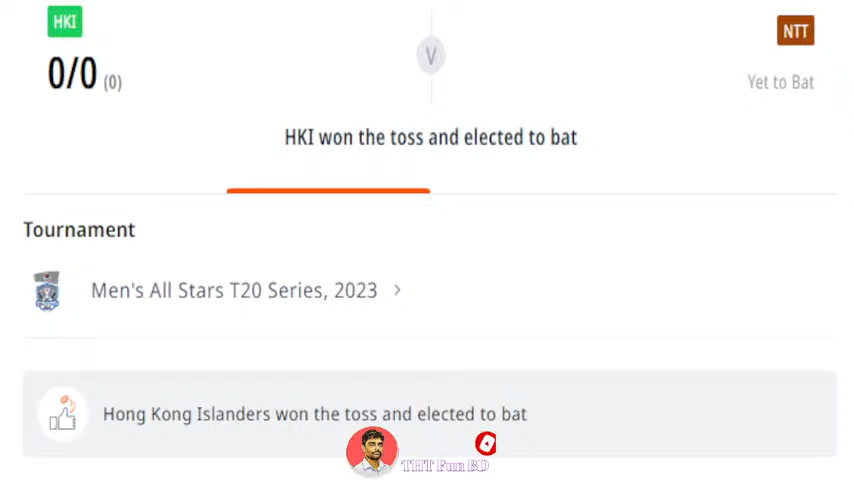 HKI
NTT
0/0 (0)
V
Yet to Bat
HKI won the toss and elected to bat
Tournament
Men's All Stars T20 Series, 2023
Hong Kong Islanders won the toss and elected to bat
THT Fun BD